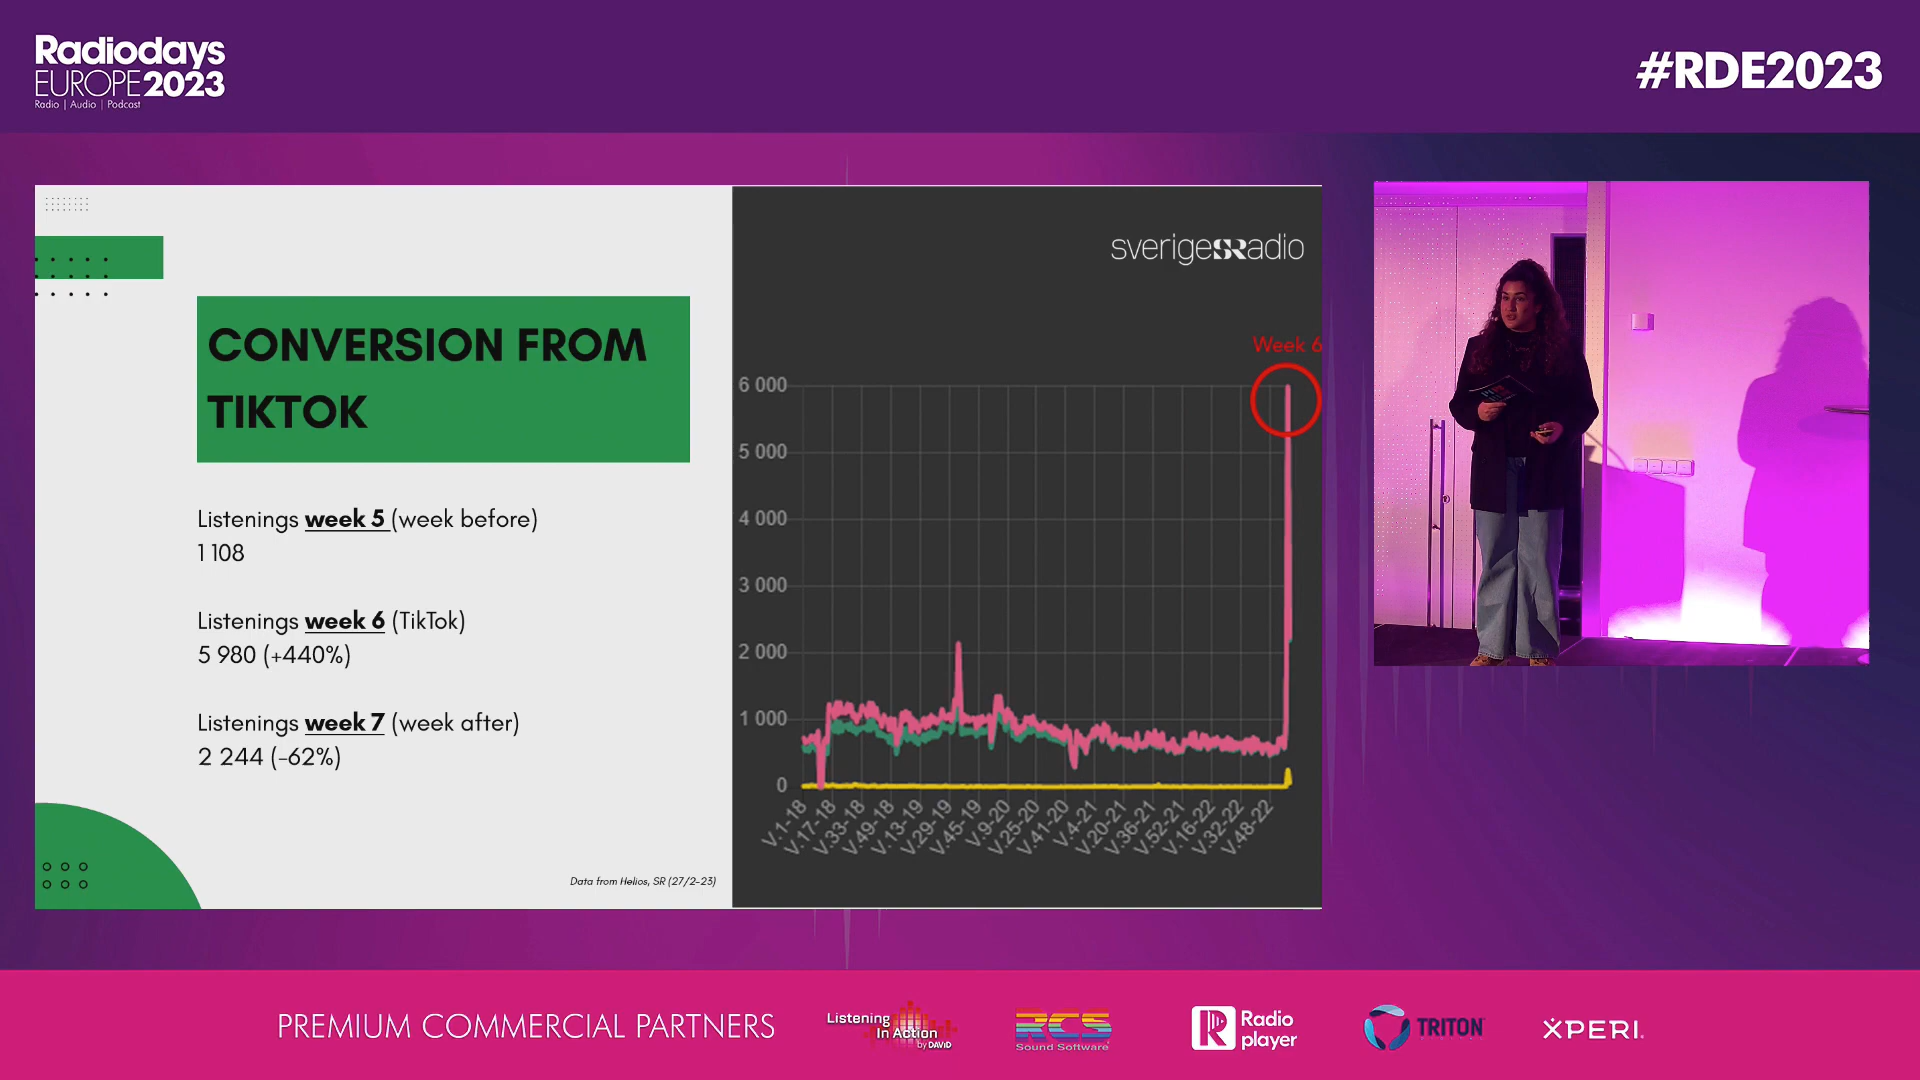 Radiodays
EUROPE 2023
Radio | Audio | Podcast
#RDE2023
CONVERSION FROM
TIKTOK
Listenings week 5 (week before)
1 108
Listenings week 6 (TikTok)
5 980 (+440%)
Listenings week 7 (week after)
2 244 (-62%)
Data from Helios, SR (27/2-23)
sverigesSRadio
Week 6
6 000
5 000
4 000
3 000
2 000
1 000
0
V.1-18
V.17-18
V.33-18
V.49-18
V.13-19
V.29-19
V.45-19
V.9-20
V.25-20
V.41-20
V.4-21
V.20-21
V.36-21
V.52-21
V.16-22
V.32-22
V.48-22
PREMIUM COMMERCIAL PARTNERS
Listening
In Action
by DAVID
RCS
Sound Software
Radio
player
TRITON
XPERI.